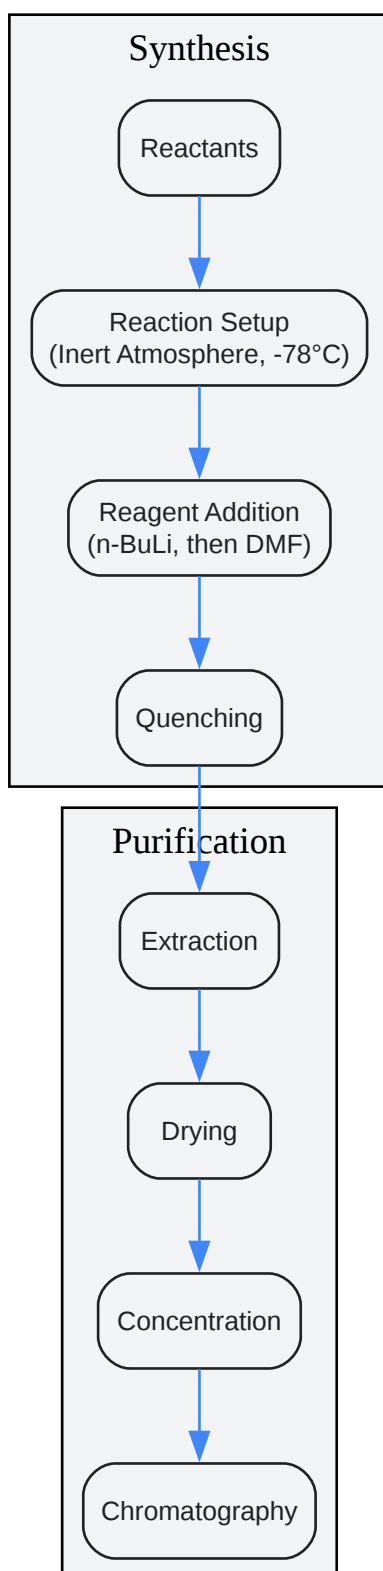 Synthesis
Reactants
Reaction Setup
(Inert Atmosphere, -78°C)
Reagent Addition
(n-BuLi, then DMF)
Quenching
Purification
Extraction
Drying
Concentration
Chromatography